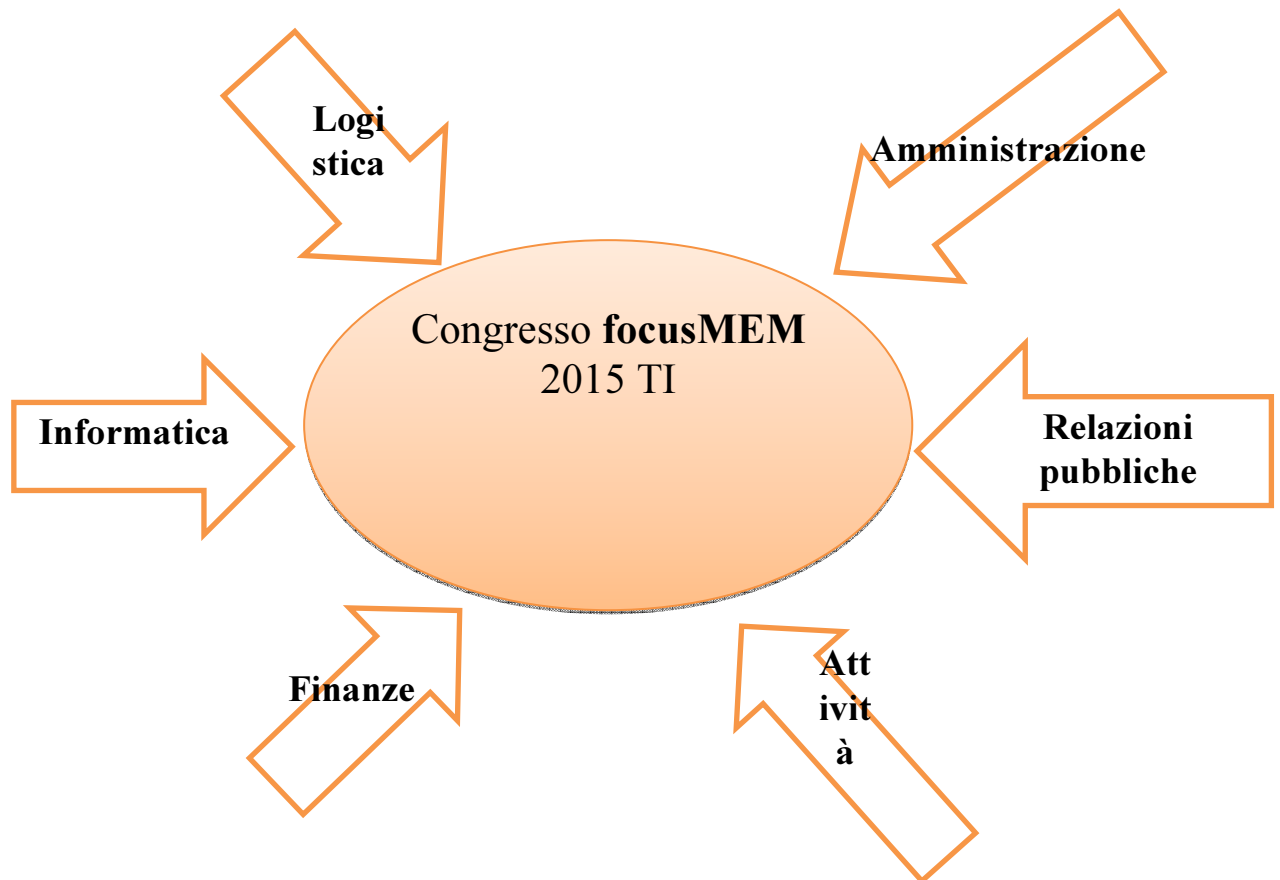 Logi
stica
Amministrazione
Congresso focusMEM
2015 TI
Informatica
Relazioni
pubbliche
Finanze
Att
ivit
à